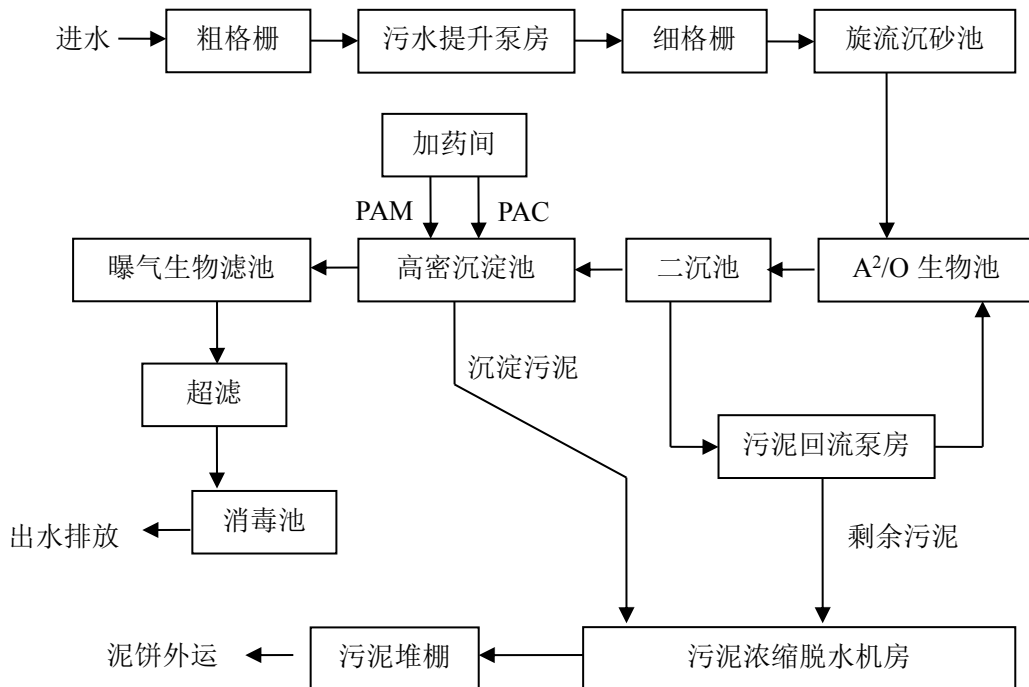 进水
粗格栅
污水提升泵房
细格栅
旋流沉砂池
加药间
PAM
PAC
曝气生物滤池
高密沉淀池
二沉池
A²/O 生物池
沉淀污泥
超滤
污泥回流泵房
出水排放
消毒池
剩余污泥
泥饼外运
污泥堆棚
污泥浓缩脱水机房